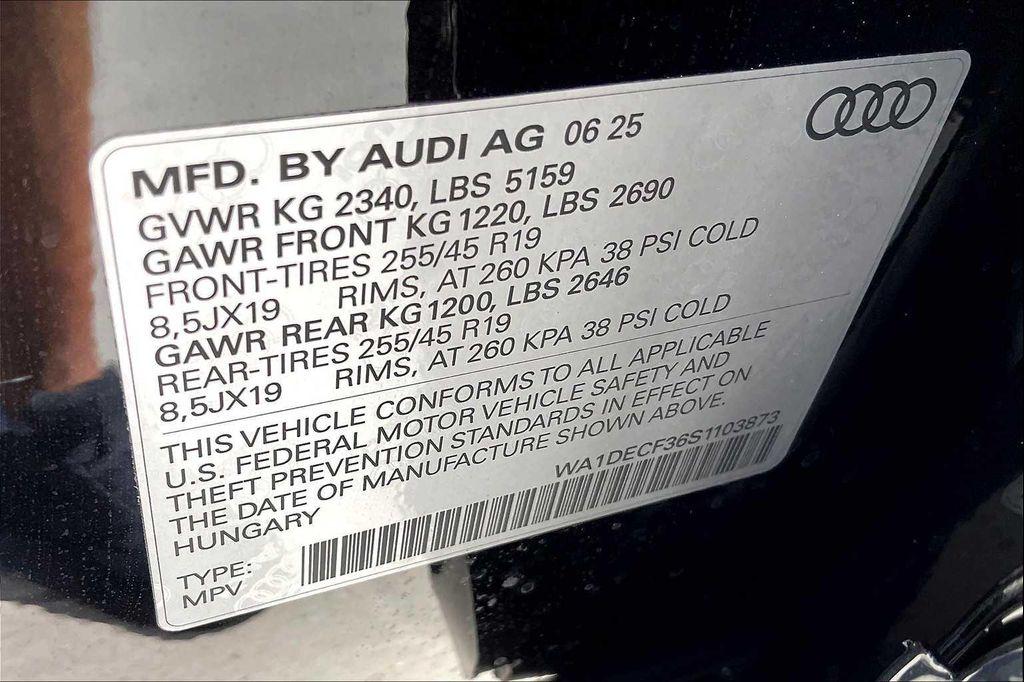 MFD. BY AUDI AG 06 25
GVWR KG 2340, LBS 5159
GAWR FRONT KG 1220, LBS 2690
FRONT-TIRES 255/45 R19
8,5JX19 RIMS, AT 260 KPA 38 PSI COLD
GAWR REAR KG 1200, LBS 2646
REAR-TIRES 255/45 R19
8,5JX19 RIMS, AT 260 KPA 38 PSI COLD
THIS VEHICLE CONFORMS TO ALL APPLICABLE
U.S. FEDERAL MOTOR VEHICLE SAFETY AND
THEFT PREVENTION STANDARDS IN EFFECT ON
THE DATE OF MANUFACTURE SHOWN ABOVE.
HUNGARY
WA1DECF36S1103873
TYPE:
MPV